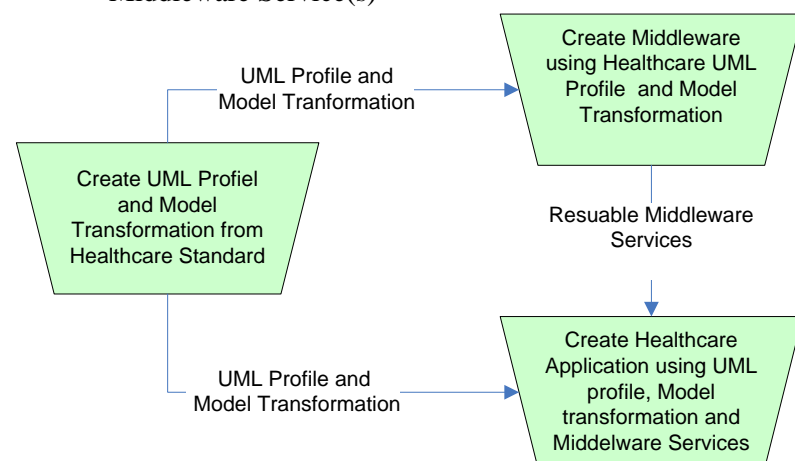 Middleware Service(s)
Create Middleware
using Healthcare UML
Profile and Model
Transformation
UML Profile and
Model Tranformation
Create UML Profiel
and Model
Transformation from
Healthcare Standard
Resuable Middleware
Services
UML Profile and
Model Transformation
Create Healthcare
Application using UML
profile, Model
transformation and
Middelware Services